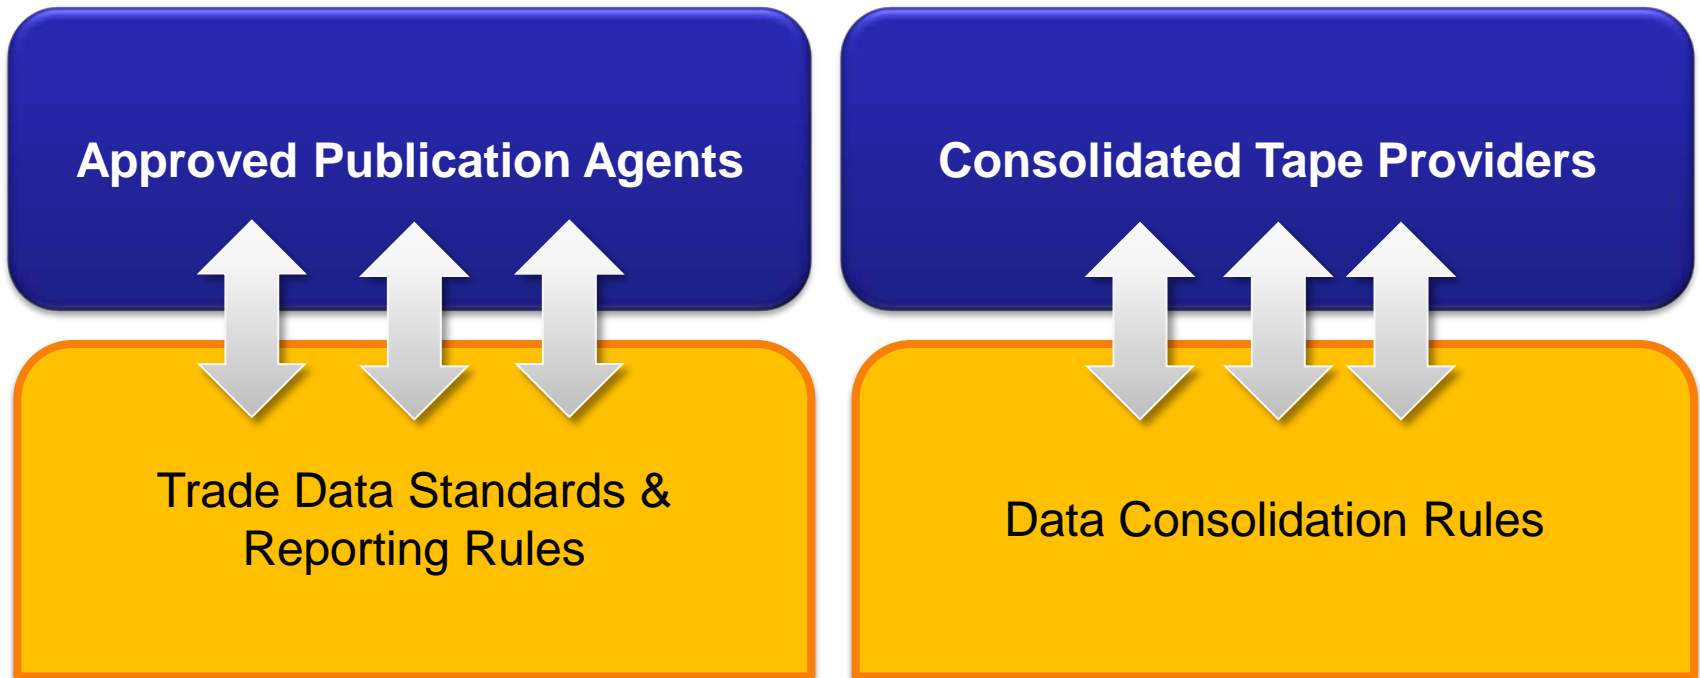 Approved Publication Agents
Consolidated Tape Providers
Trade Data Standards &
Reporting Rules
Data Consolidation Rules